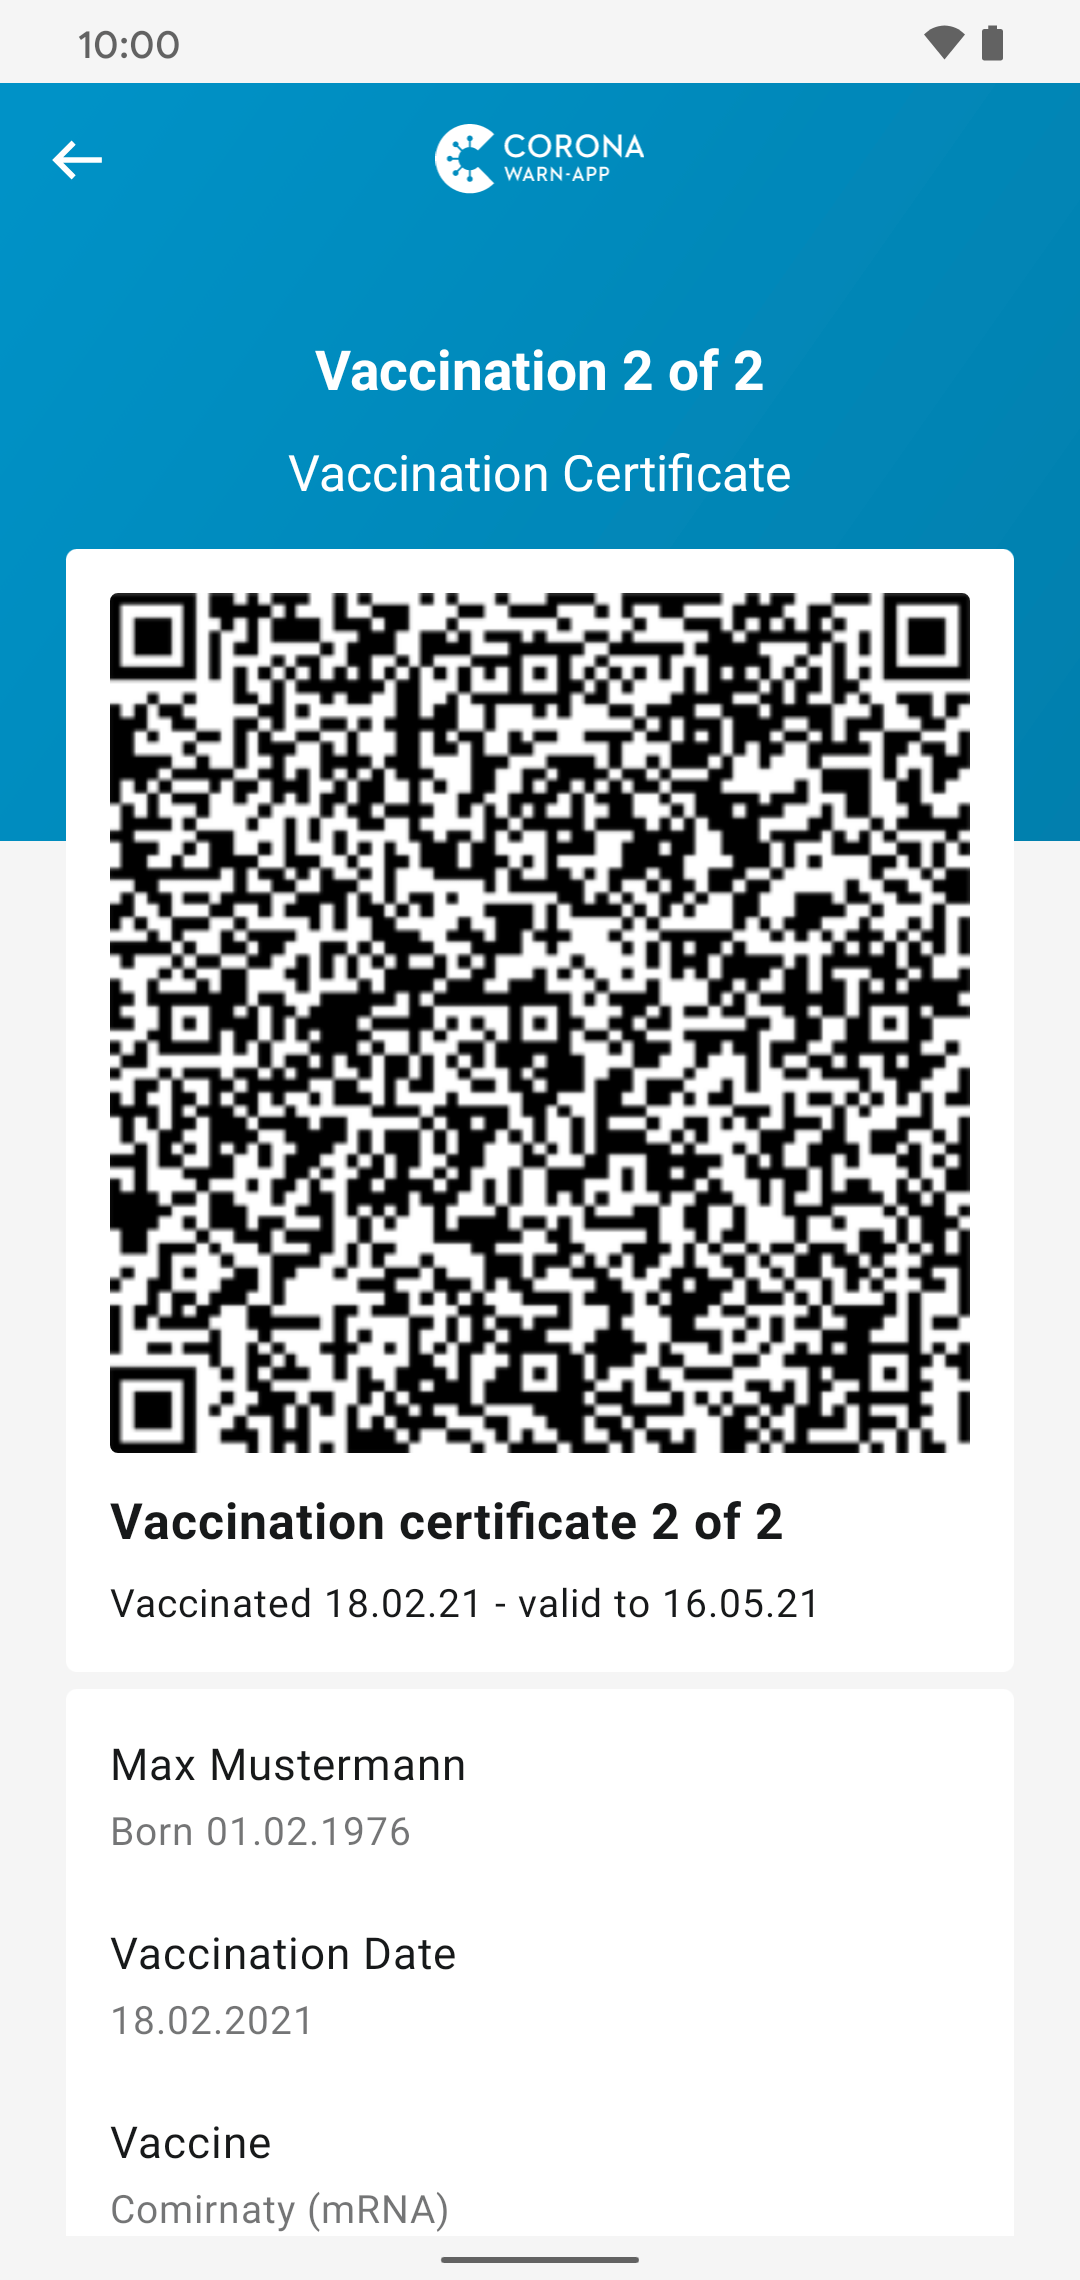 10:00
CORONA
WARN-APP
Vaccination 2 of 2
Vaccination Certificate
Vaccination certificate 2 of 2
Vaccinated 18.02.21 - valid to 16.05.21
Max Mustermann
Born 01.02.1976
Vaccination Date
18.02.2021
Vaccine
Comirnaty (mRNA)